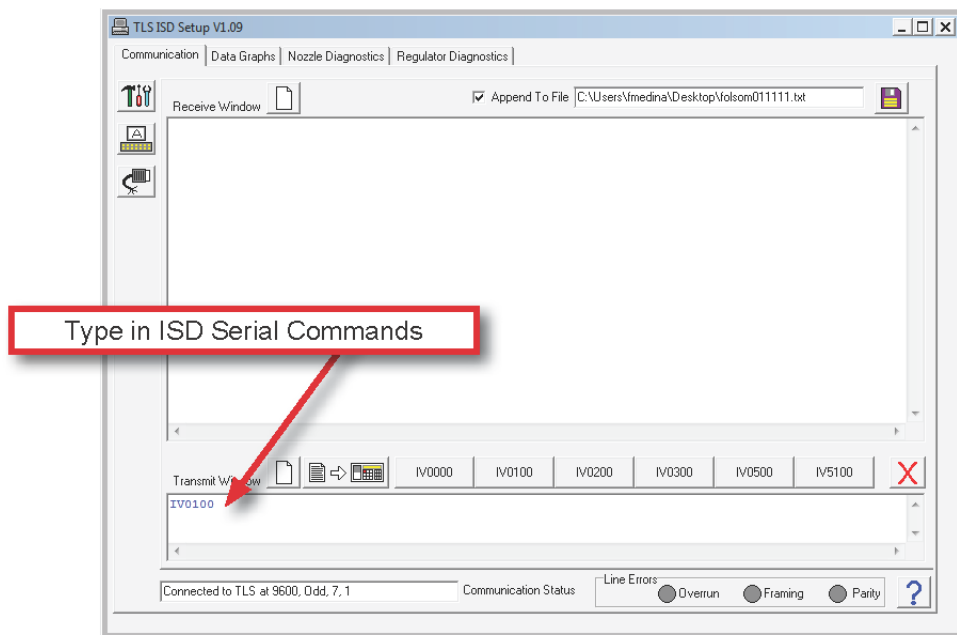 TLS ISD Setup V1.09
Communication Data Graphs Nozzle Diagnostics Regulator Diagnostics
Receive Window Append To File C:\Users\fmedina\Desktop\folsom011111.txt
A
Type in ISD Serial Commands
Transmit Window IV0000 IV0100 IV0200 IV0300 IV0500 IV5100 X
IV0100
Connected to TLS at 9600, Odd, 7, 1 Communication Status Line Errors Overrun Framing Parity ?